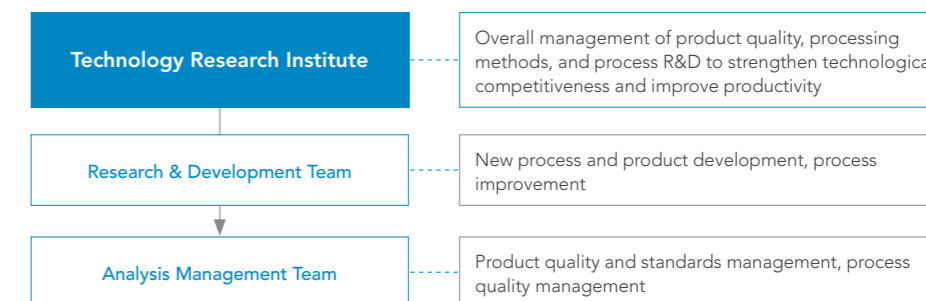 Technology Research Institute
Overall management of product quality, processing
methods, and process R&D to strengthen technologica
competitiveness and improve productivity
Research & Development Team
New process and product development, process
improvement
Analysis Management Team
Product quality and standards management, process
quality management